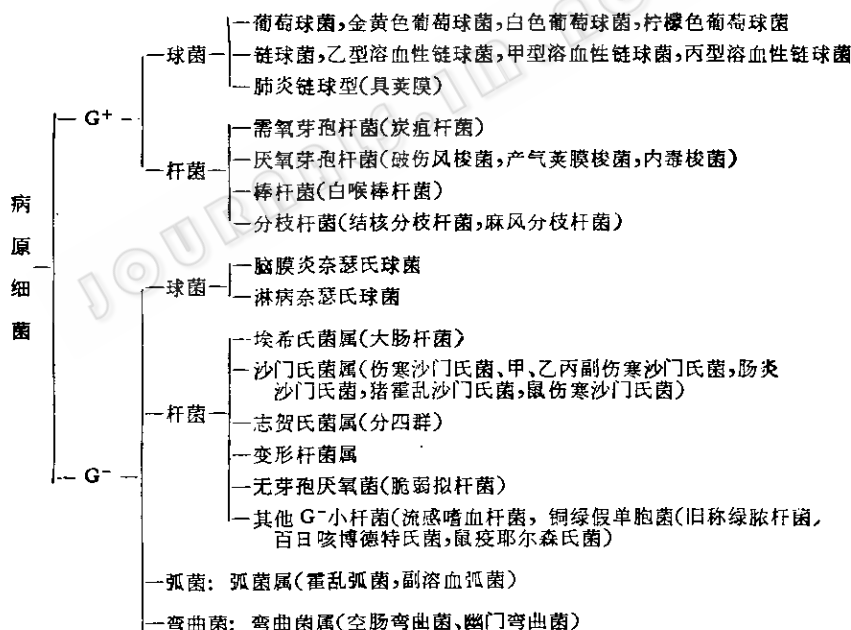 葡萄球菌,金黄色葡萄球菌,白色葡萄球菌,柠檬色葡萄球菌
球菌
链球菌,乙型溶血性链球菌,甲型溶血性链球菌,丙型溶血性链球菌
肺炎链球型(具荚膜)
G+
需氧芽孢杆菌(炭疽杆菌)
厌氧芽孢杆菌(破伤风梭菌,产气荚膜梭菌,内毒梭菌)
杆菌
棒杆菌(白喉棒杆菌)
分枝杆菌(结核分枝杆菌,麻风分枝杆菌)
病原细菌
脑膜炎奈瑟氏球菌
球菌
淋病奈瑟氏球菌
埃希氏菌属(大肠杆菌)
沙门氏菌属(伤寒沙门氏菌、甲、乙丙副伤寒沙门氏菌,肠炎
沙门氏菌,猪霍乱沙门氏菌,鼠伤寒沙门氏菌)
杆菌
志贺氏菌属(分四群)
变形杆菌属
G-
无芽孢厌氧菌(脆弱拟杆菌)
其他 G-小杆菌(流感嗜血杆菌, 铜绿假单胞菌(旧称绿脓杆菌,
百日咳博德特氏菌,鼠疫耶尔森氏菌)
弧菌: 弧菌属(霍乱弧菌,副溶血弧菌)
弯曲菌: 弯曲菌属(空肠弯曲菌、幽门弯曲菌)